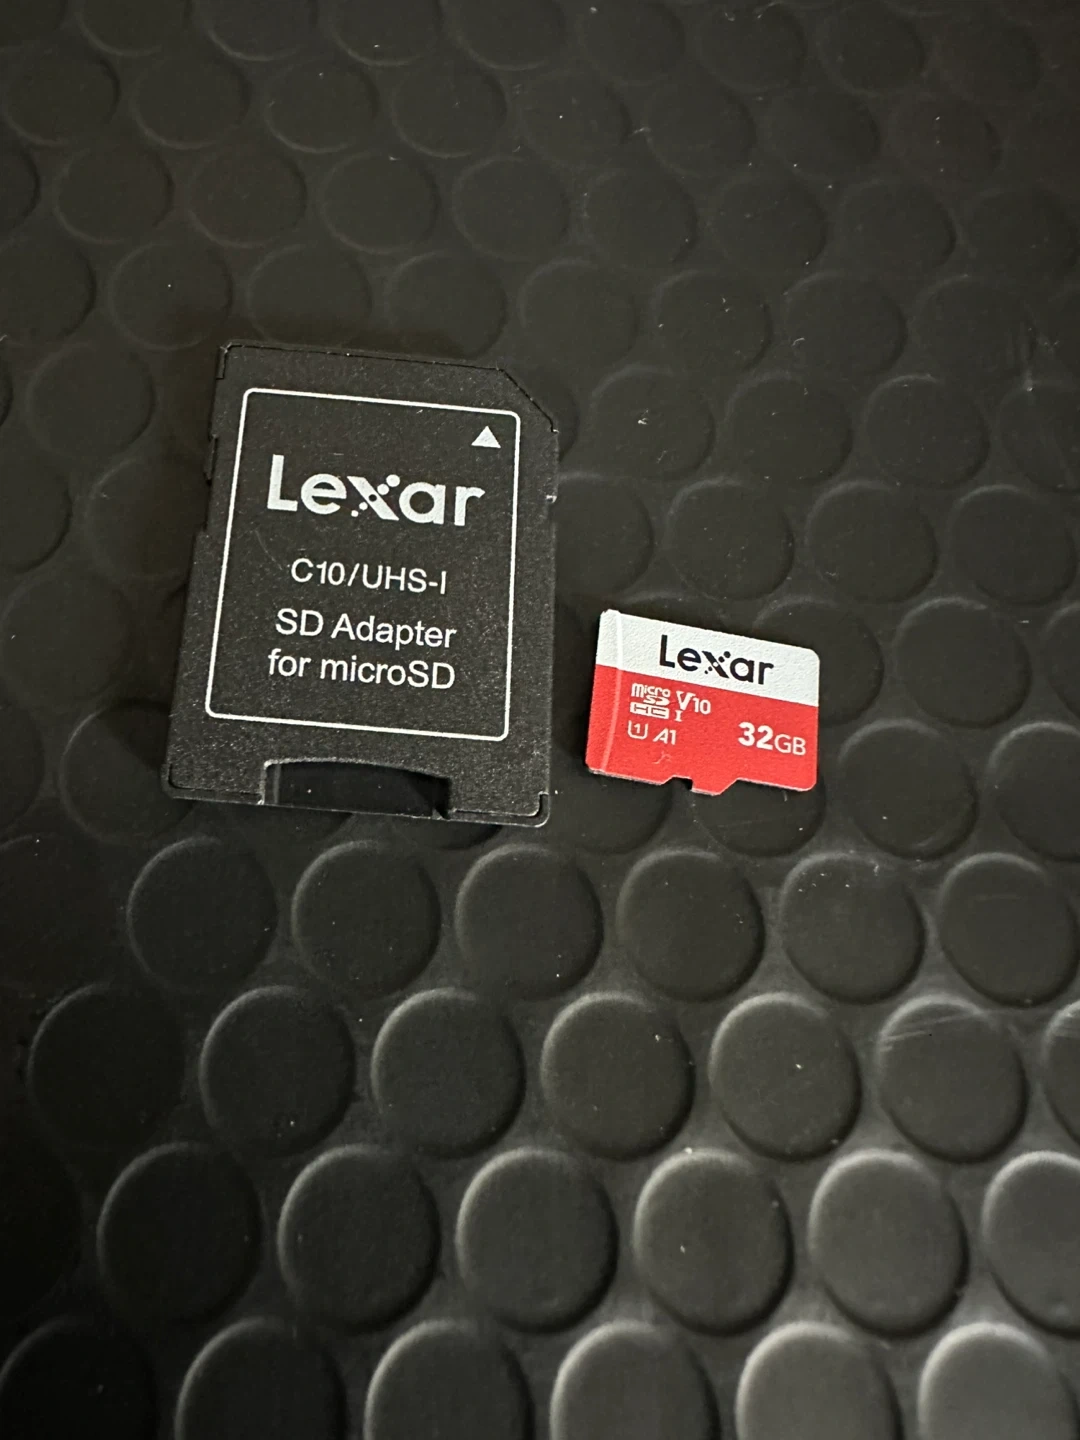 Lexar
C10/UHS-I
SD Adapter
for microSD
Lexar
micro SD HC I V10
U1 A1
32GB